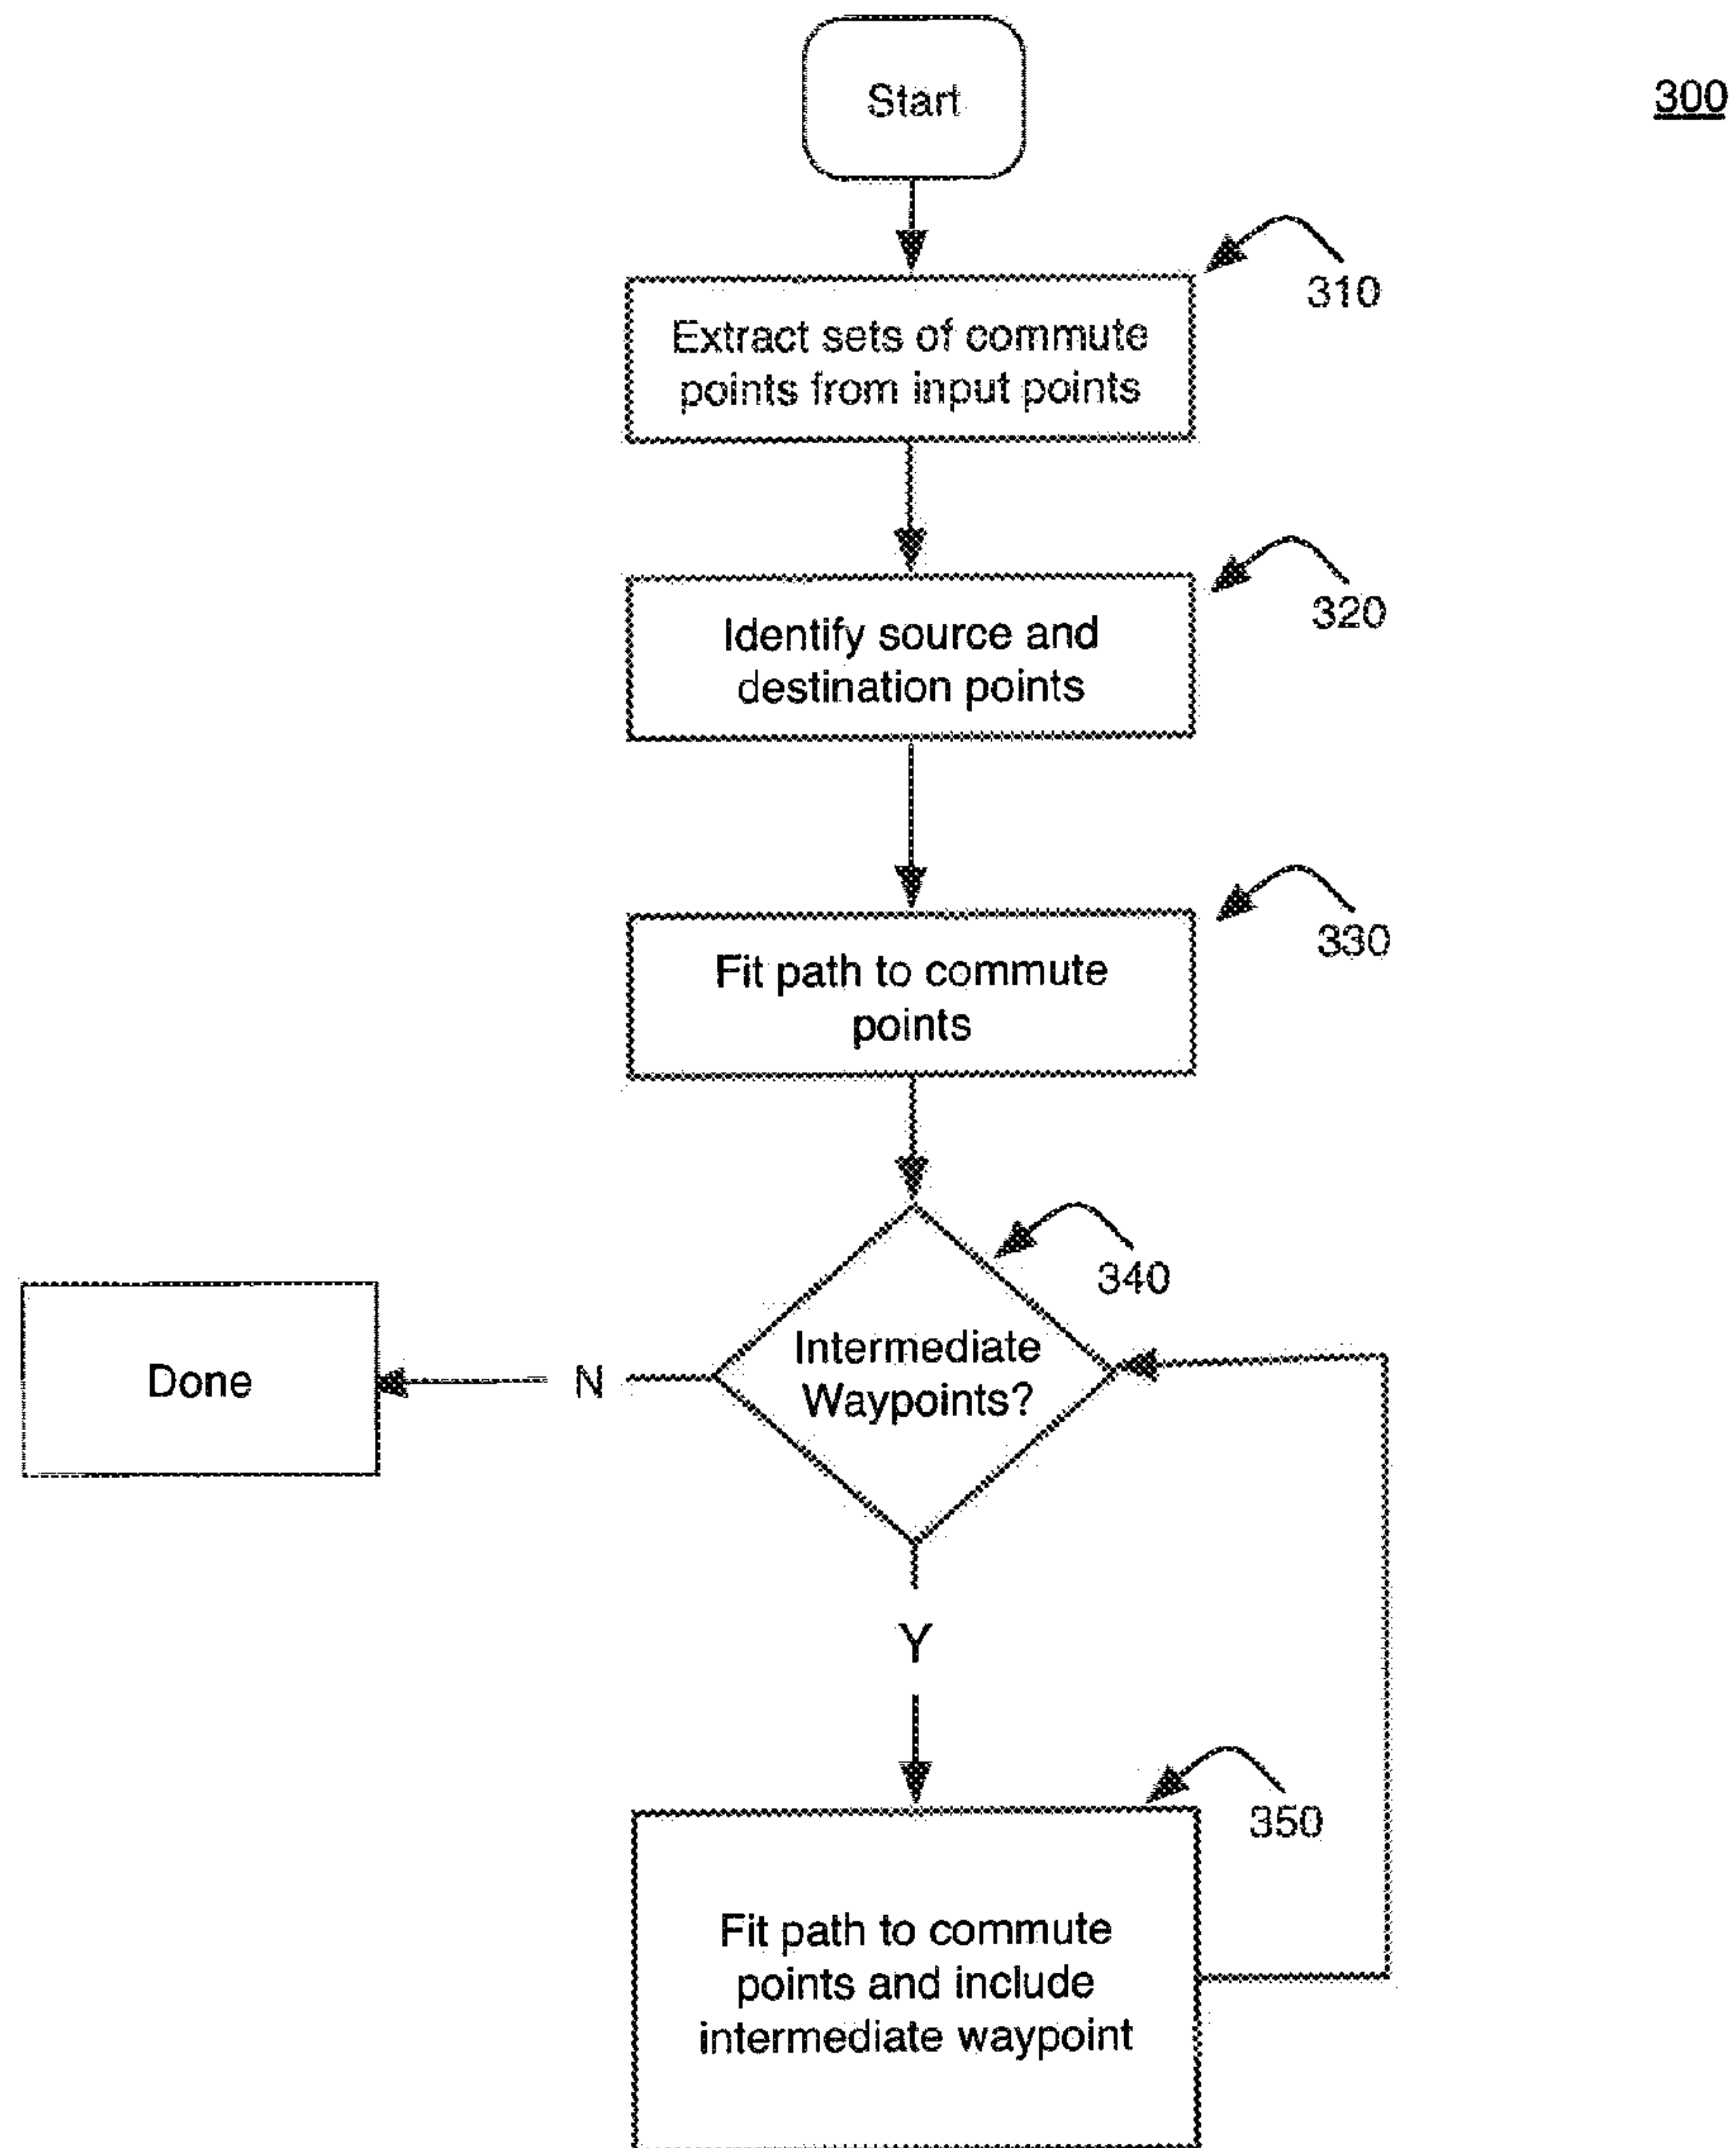 Start
300
310
Extract sets of commute
points from input points
320
Identify source and
destination points
330
Fit path to commute
points
340
Intermediate
Waypoints?
N
Done
Y
350
Fit path to commute
points and include
intermediate waypoint